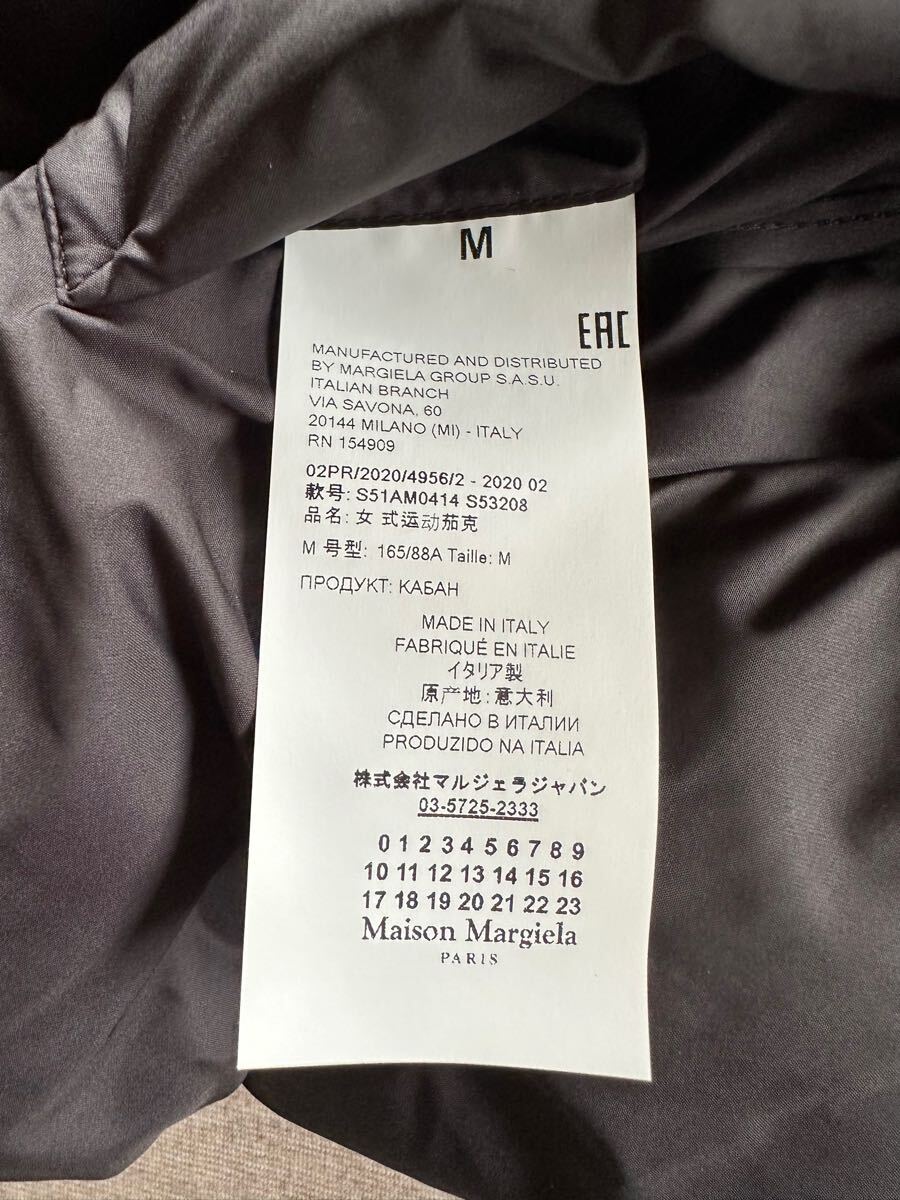 M
EAC
MANUFACTURED AND DISTRIBUTED
BY MARGIELA GROUP S.A.S.U.
ITALIAN BRANCH
VIA SAVONA, 60
20144 MILANO (MI) - ITALY
RN 154909
02PR/2020/4956/2 - 2020 02
款号: S51AM0414 S53208
品名: 女 式运动茄克
M 号型: 165/88A Taille: M
ПРОДУКТ: КАБАН
MADE IN ITALY
FABRIQUÉ EN ITALIE
イタリア製
原产地: 意大利
СДЕЛАНО В ИТАЛИИ
PRODUZIDO NA ITALIA
株式会社マルジェラジャパン
03-5725-2333
0 1 2 3 4 5 6 7 8 9
10 11 12 13 14 15 16
17 18 19 20 21 22 23
Maison Margiela
PARIS